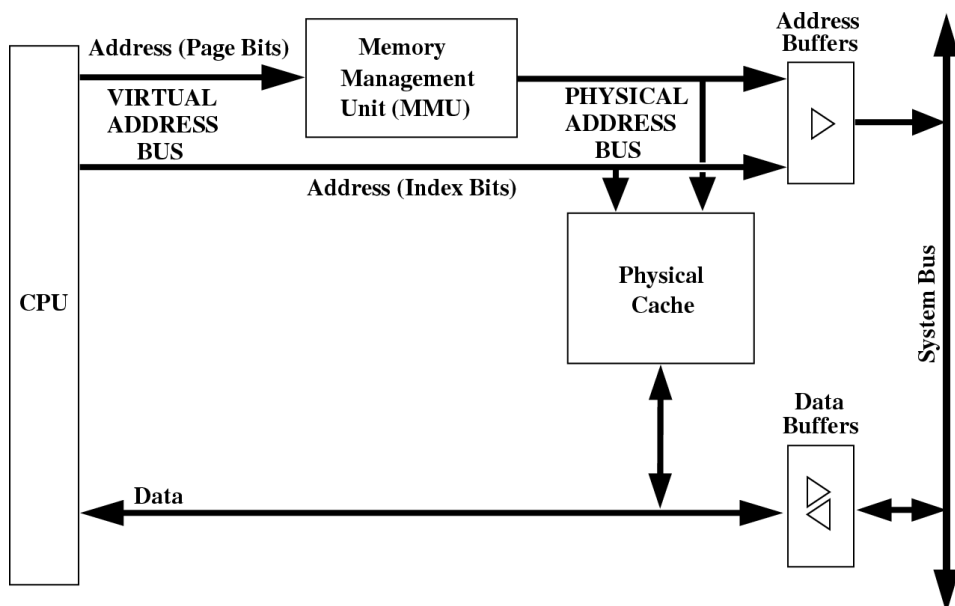 Address (Page Bits)
Memory
Management
Unit (MMU)
Address
Buffers
VIRTUAL
ADDRESS
BUS
PHYSICAL
ADDRESS
BUS
Address (Index Bits)
CPU
Physical
Cache
System Bus
Data
Buffers
Data